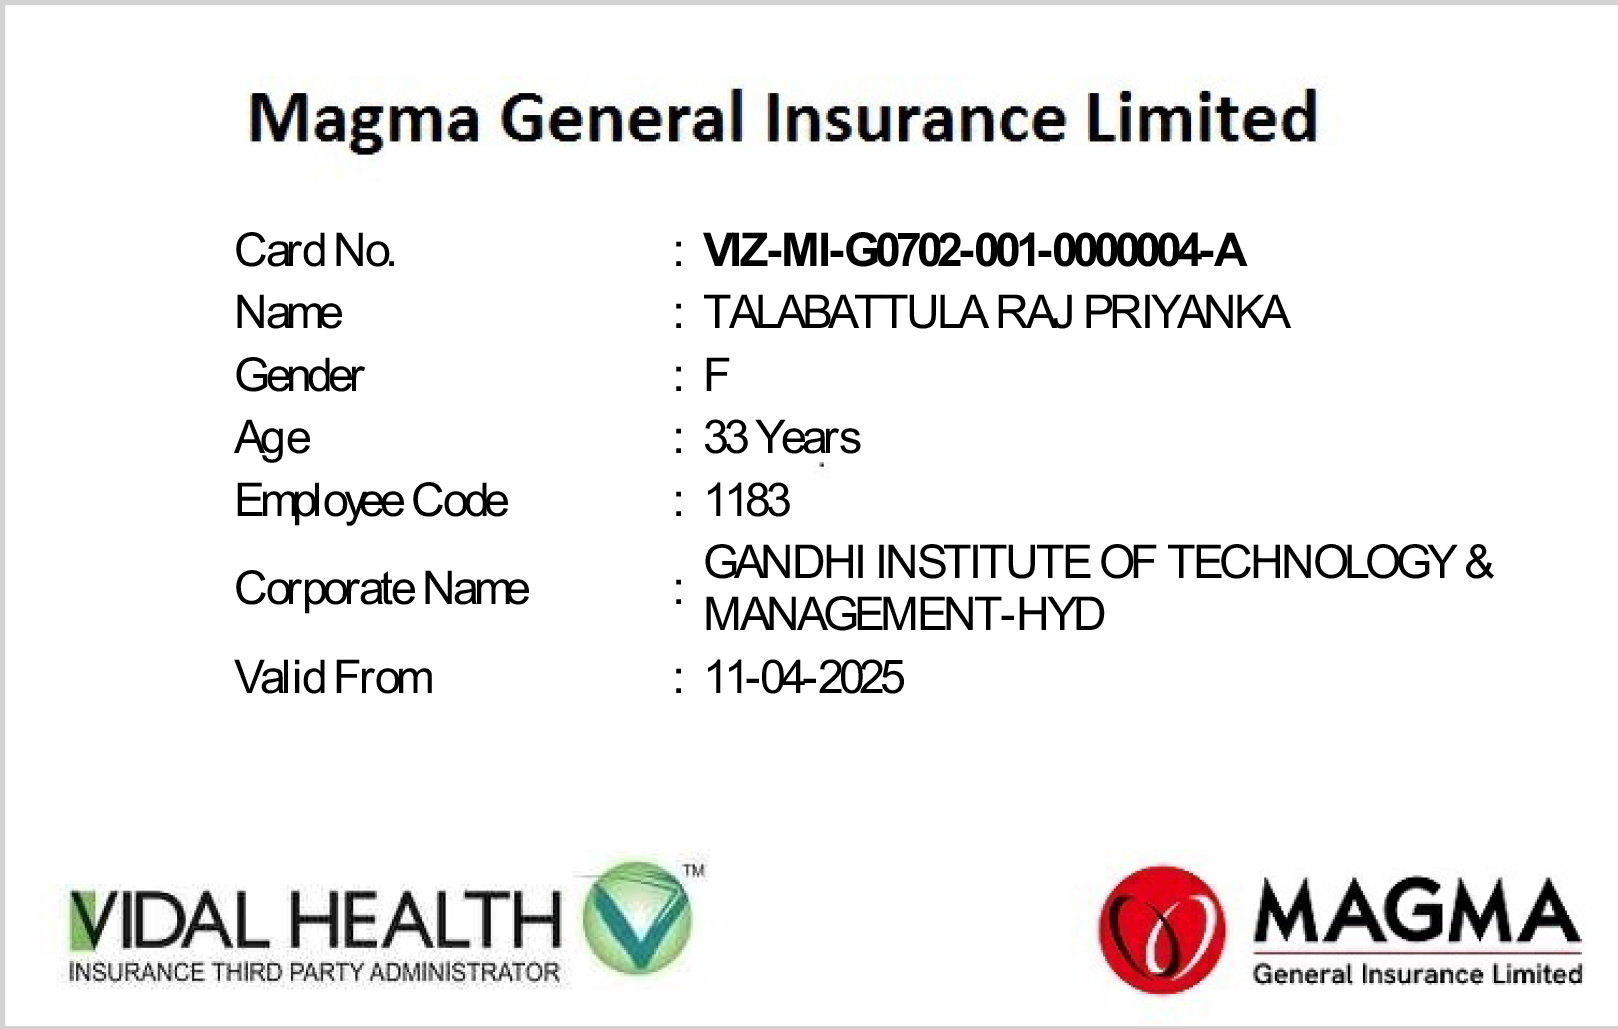 Magma General Insurance Limited
Card No. : VIZ-MI-G0702-001-0000004-A
Name : TALABATTULA RAJ PRIYANKA
Gender : F
Age : 33 Years
Employee Code : 1183
Corporate Name : GANDHI INSTITUTE OF TECHNOLOGY &
MANAGEMENT-HYD
Valid From : 11-04-2025
VIDAL HEALTH TM
INSURANCE THIRD PARTY ADMINISTRATOR
MAGMA
General Insurance Limited